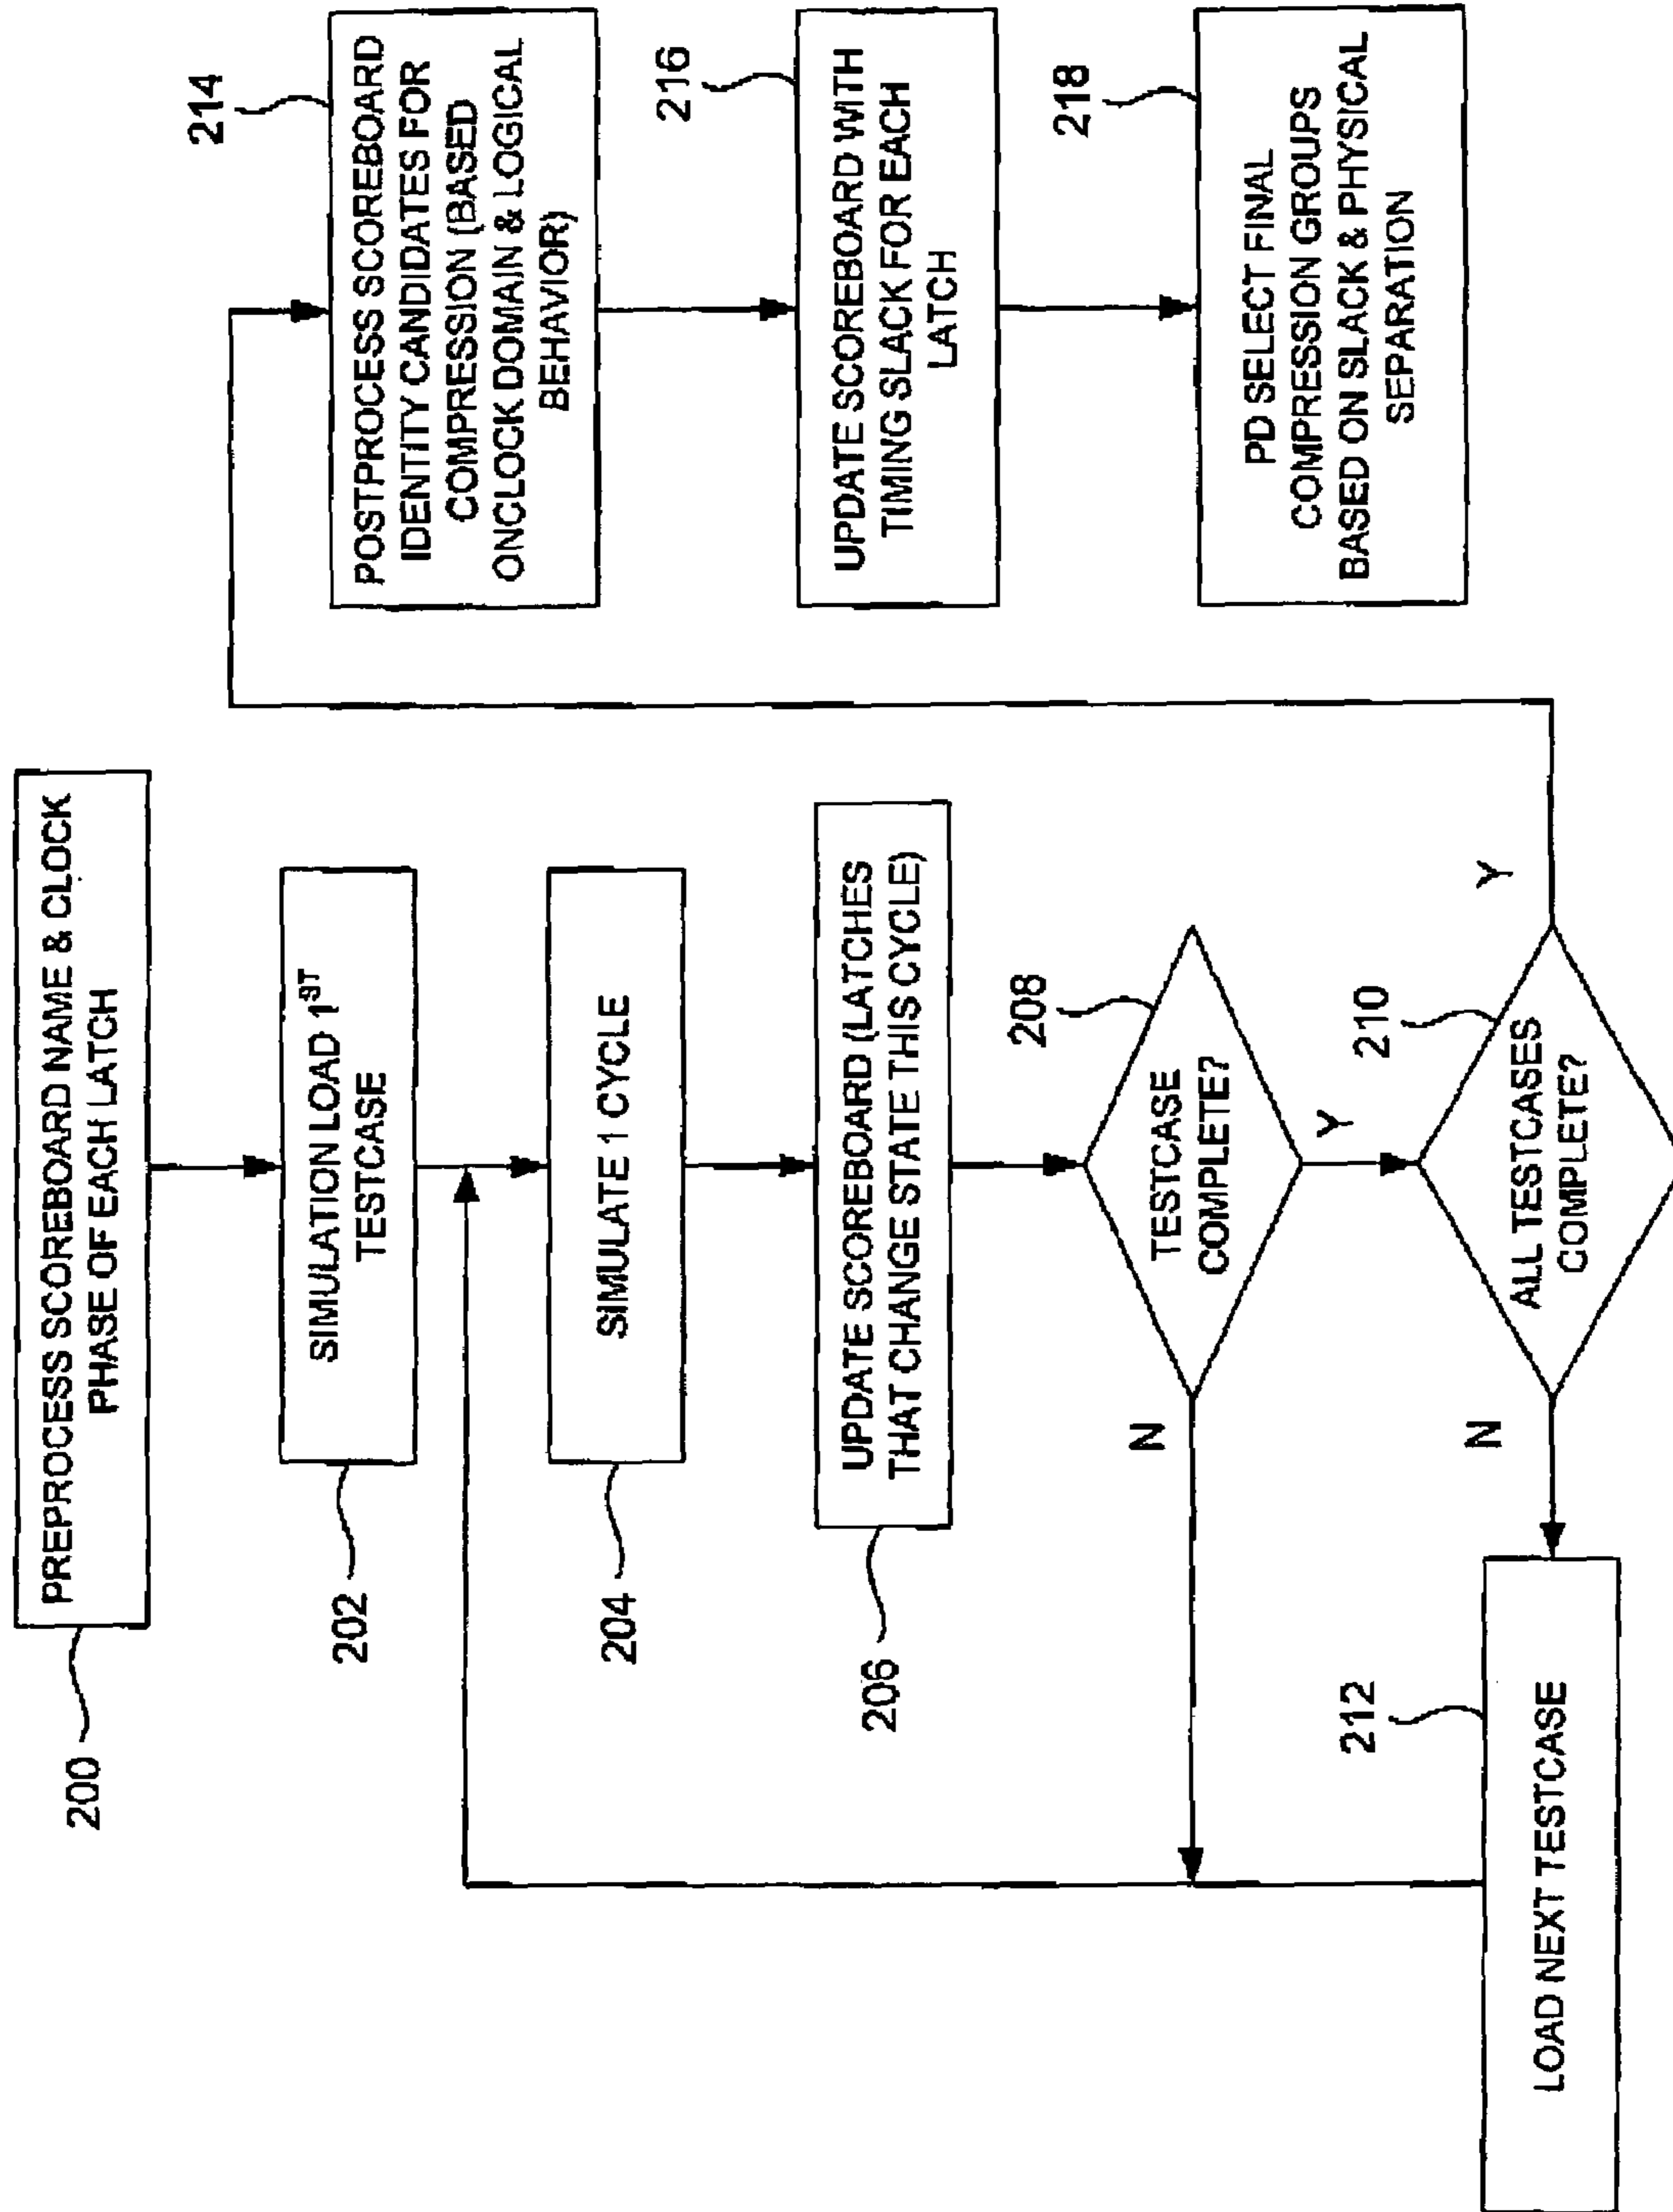 200
PREPROCESS SCOREBOARD NAME & CLOCK
PHASE OF EACH LATCH
202
SIMULATION LOAD 1ST
TESTCASE
204
SIMULATE 1 CYCLE
206
UPDATE SCOREBOARD (LATCHES
THAT CHANGE STATE THIS CYCLE)
208
TESTCASE
COMPLETE?
N
Y
210
ALL TESTCASES
COMPLETE?
N
Y
212
LOAD NEXT TESTCASE
214
POSTPROCESS SCOREBOARD
IDENTITY CANDIDATES FOR
COMPRESSION (BASED
ONCLOCK DOMAIN & LOGICAL
BEHAVIOR)
216
UPDATE SCOREBOARD WITH
TIMING SLACK FOR EACH
LATCH
218
PD SELECT FINAL
COMPRESSION GROUPS
BASED ON SLACK & PHYSICAL
SEPARATION